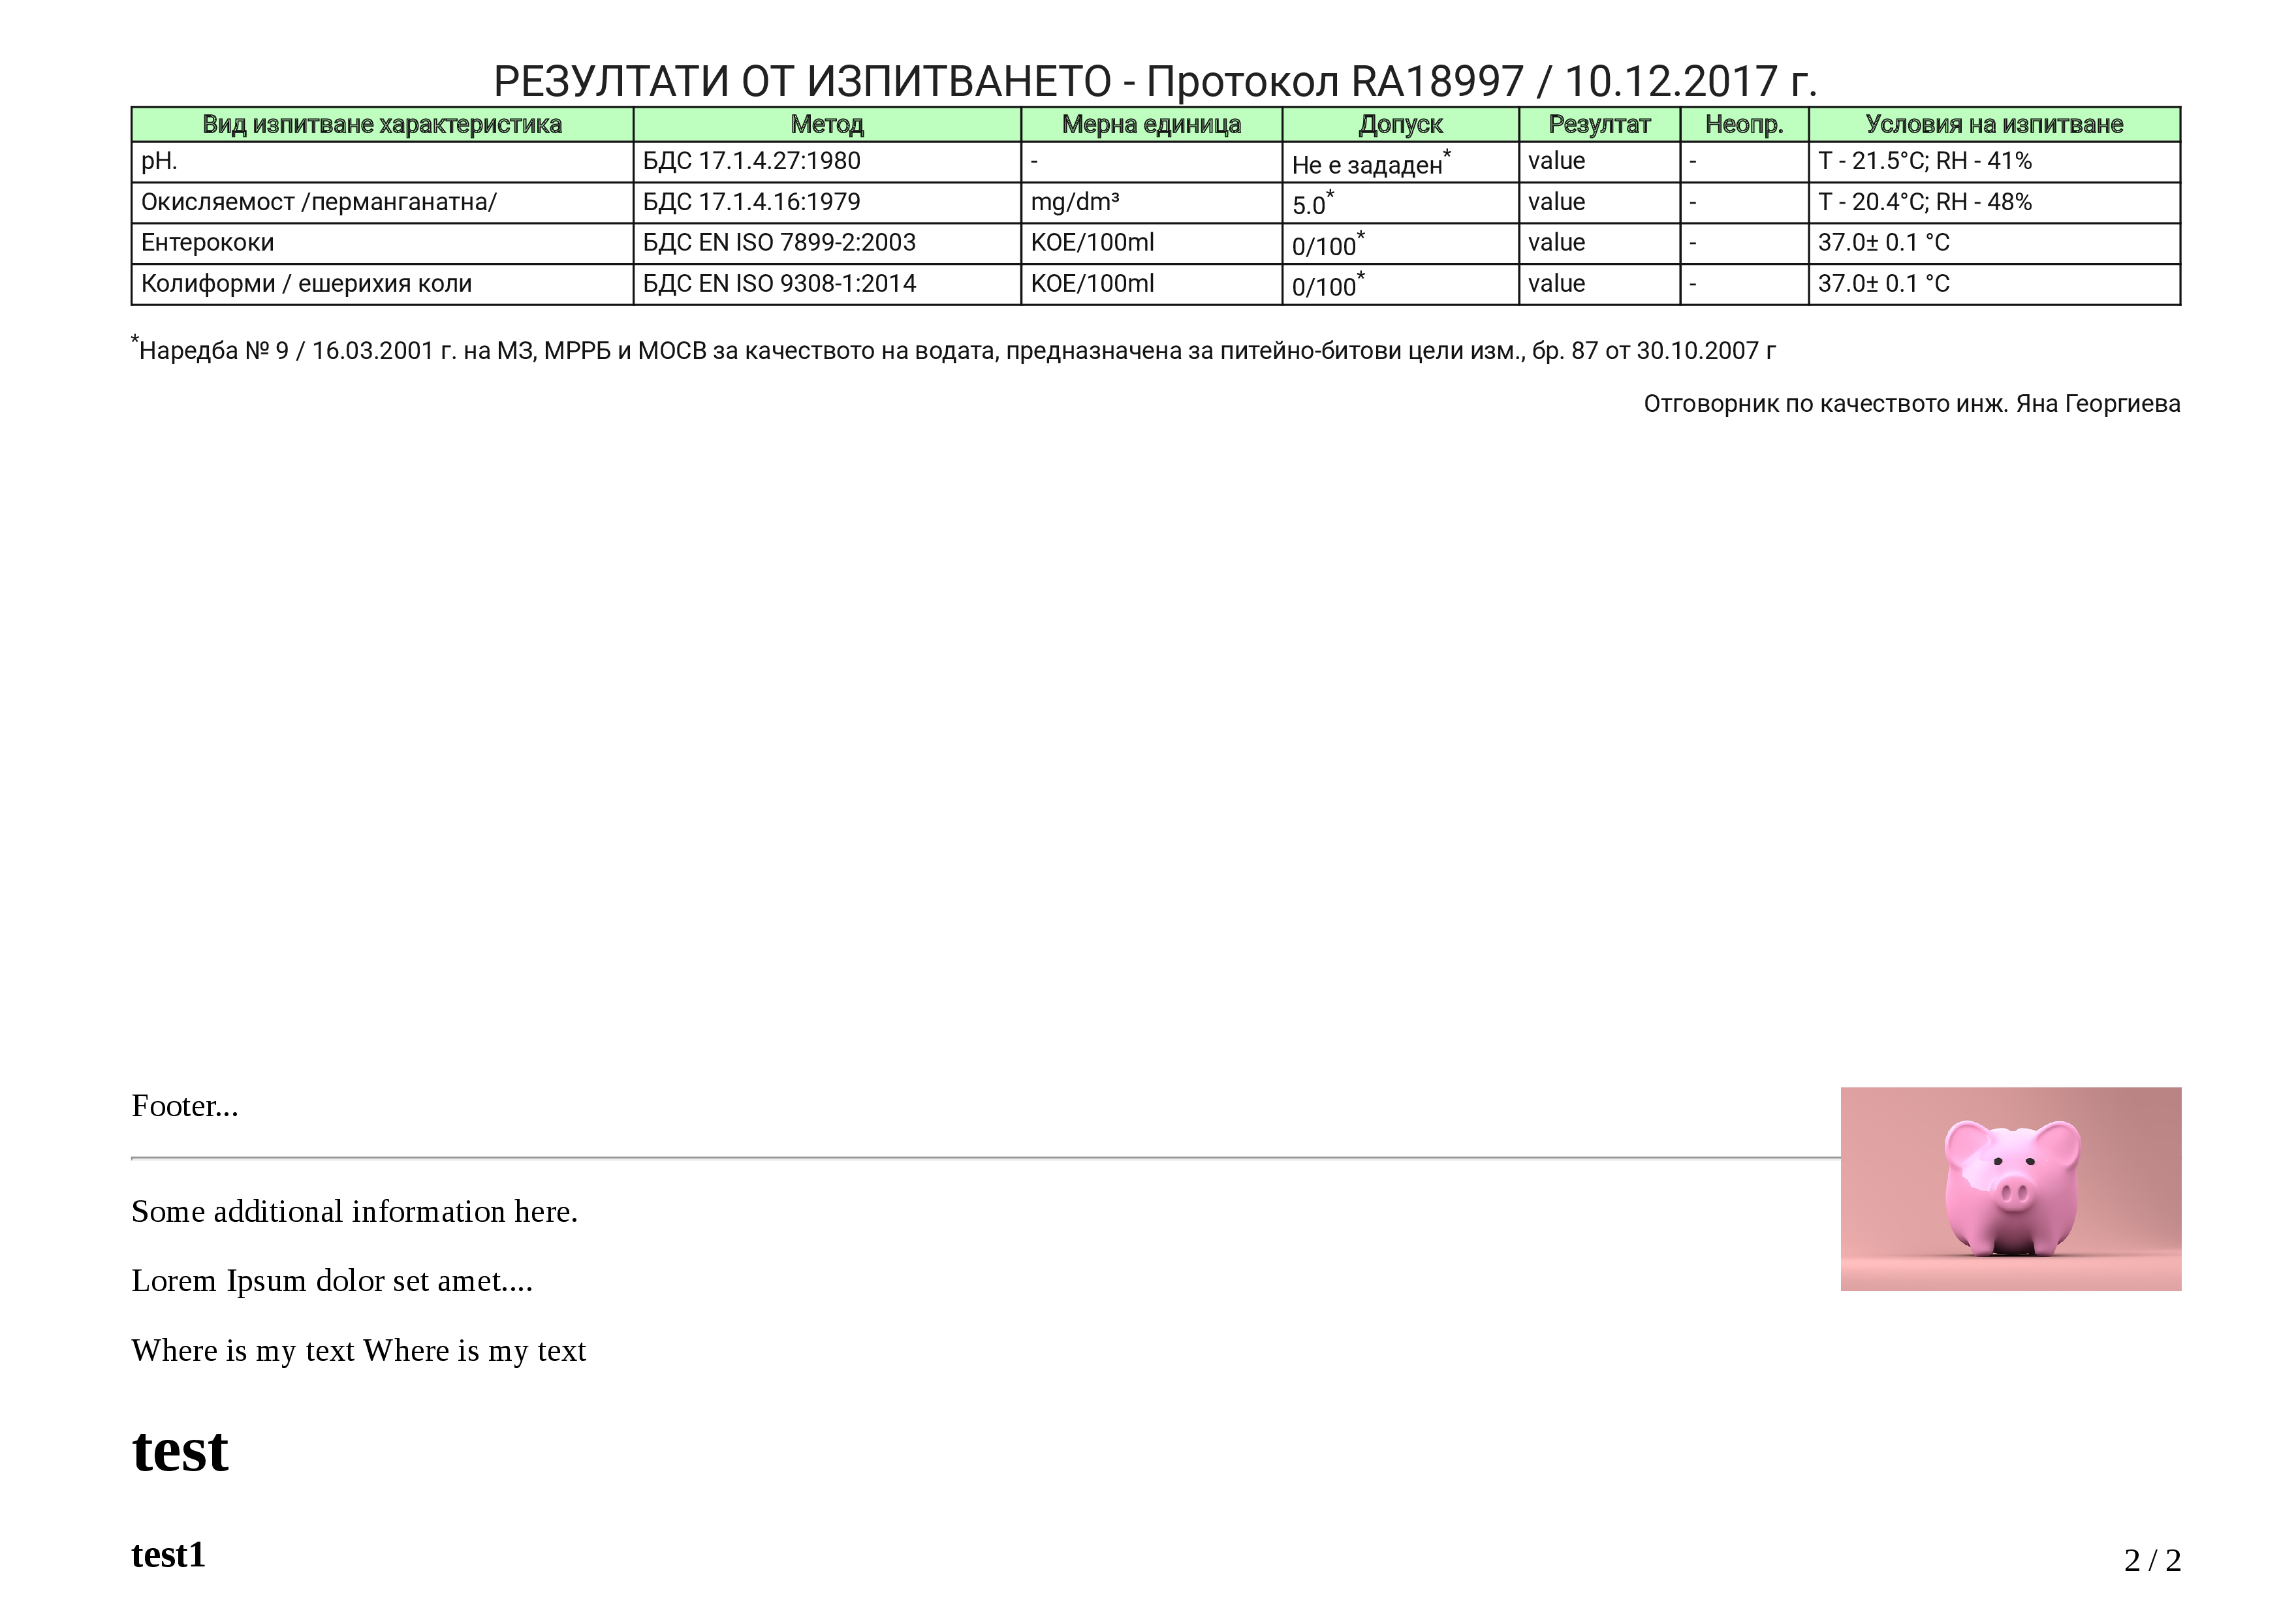 РЕЗУЛТАТИ ОТ ИЗПИТВАНЕТО - Протокол RA18997 / 10.12.2017 г.
Вид изпитване характеристика Метод Мерна единица Допуск Резултат Неопр. Условия на изпитване
pH. БДС 17.1.4.27:1980 - Не е зададен* value - T - 21.5°C; RH - 41%
Окисляемост /перманганатна/ БДС 17.1.4.16:1979 mg/dm³ 5.0* value - T - 20.4°C; RH - 48%
Ентерококи БДС EN ISO 7899-2:2003 KOE/100ml 0/100* value - 37.0± 0.1 °C
Колиформи / ешерихия коли БДС EN ISO 9308-1:2014 KOE/100ml 0/100* value - 37.0± 0.1 °C
*Наредба № 9 / 16.03.2001 г. на МЗ, МРРБ и МОСВ за качеството на водата, предназначена за питейно-битови цели изм., бр. 87 от 30.10.2007 г
Отговорник по качеството инж. Яна Георгиева
Footer...
Some additional information here.
Lorem Ipsum dolor set amet....
Where is my text Where is my text
test
test1
2 / 2